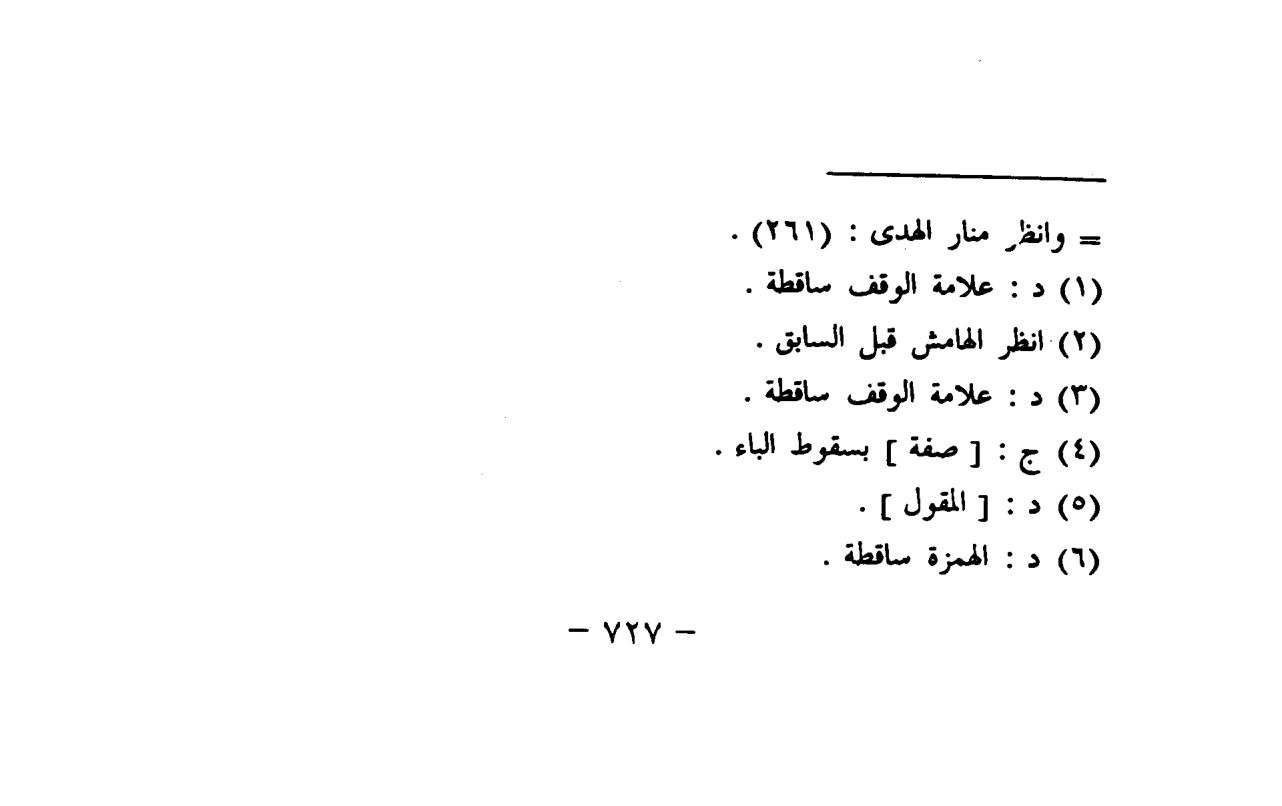 = وانظر منار الهدى : (٢٦١) .
(١) د : علامة الوقف ساقطة .
(٢) انظر الهامش قبل السابق .
(٣) د : علامة الوقف ساقطة .
(٤) ج : [ صفة ] بسقوط الباء .
(٥) د : [ المقول ] .
(٦) د : الهمزة ساقطة .
– ٧٢٧ –